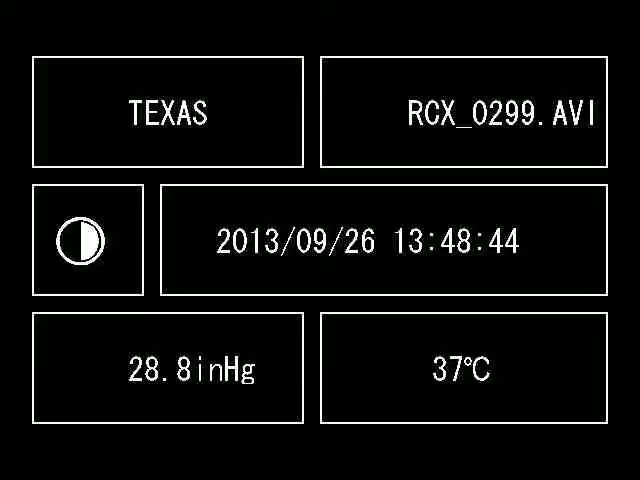 TEXAS
RCX_0299.AVI
2013/09/26 13:48:44
28.8inHg
37℃